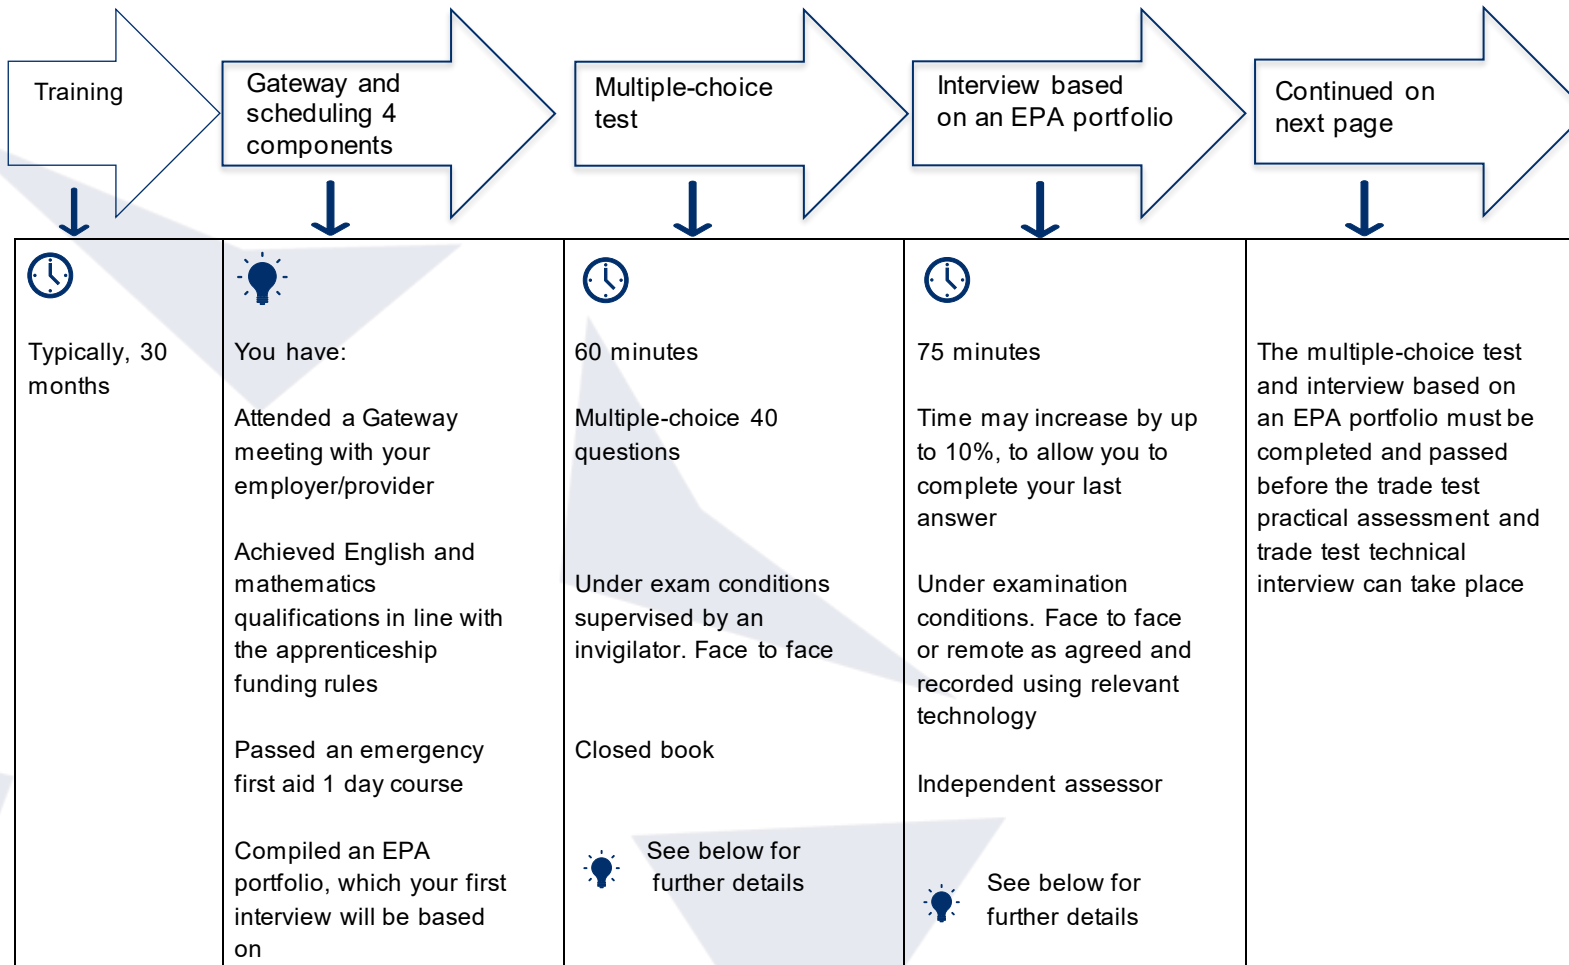 Training
Gateway and
scheduling 4
components
Multiple-choice
test
Interview based
on an EPA portfolio
Continued on
next page
Typically, 30
months
You have:
Attended a Gateway
meeting with your
employer/provider
Achieved English and
mathematics
qualifications in line with
the apprenticeship
funding rules
Passed an emergency
first aid 1 day course
Compiled an EPA
portfolio, which your first
interview will be based
on
60 minutes
Multiple-choice 40
questions
Under exam conditions
supervised by an
invigilator. Face to face
Closed book
See below for
further details
75 minutes
Time may increase by up
to 10%, to allow you to
complete your last
answer
Under examination
conditions. Face to face
or remote as agreed and
recorded using relevant
technology
Independent assessor
See below for
further details
The multiple-choice test
and interview based on
an EPA portfolio must be
completed and passed
before the trade test
practical assessment and
trade test technical
interview can take place